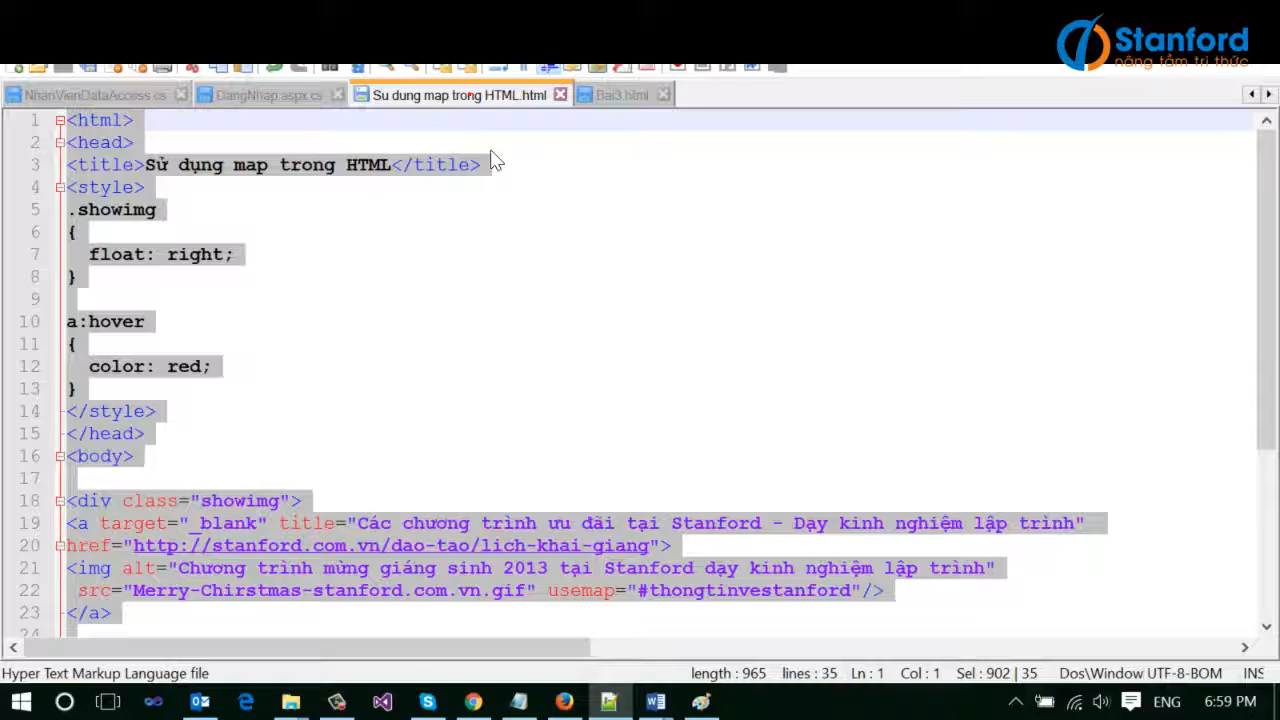 Stanford
nâng tầm tri thức
NhanVienDataAccess.cs
DangNhap.aspx.cs
Su dung map trong HTML.html
Bai3.html
1 <html>
2 <head>
3 <title>Sử dụng map trong HTML</title>
4 <style>
5 .showimg
6 {
7 float: right;
8 }
9
10 a:hover
11 {
12 color: red;
13 }
14 </style>
15 </head>
16 <body>
17
18 <div class="showimg">
19 <a target="_blank" title="Các chương trình ưu đãi tại Stanford - Dạy kinh nghiệm lập trình"
20 href="http://stanford.com.vn/dao-tao/lich-khai-giang">
21 <img alt="Chương trình mừng giáng sinh 2013 tại Stanford dạy kinh nghiệm lập trình"
22 src="Merry-Chirstmas-stanford.com.vn.gif" usemap="#thongtinvestanford"/>
23 </a>
24
Hyper Text Markup Language file
length : 965 lines : 35
Ln : 1 Col : 1 Sel : 902 | 35
Dos\Window UTF-8-BOM
INS
ENG
6:59 PM